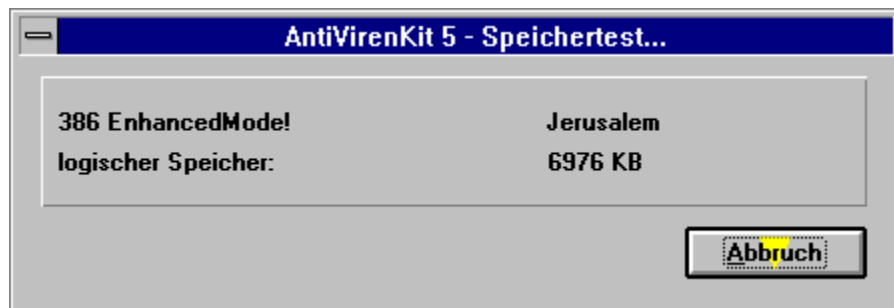 AntiVirenKit 5 - Speichertest...
386 EnhancedMode! Jerusalem
logischer Speicher: 6976 KB
Abbruch